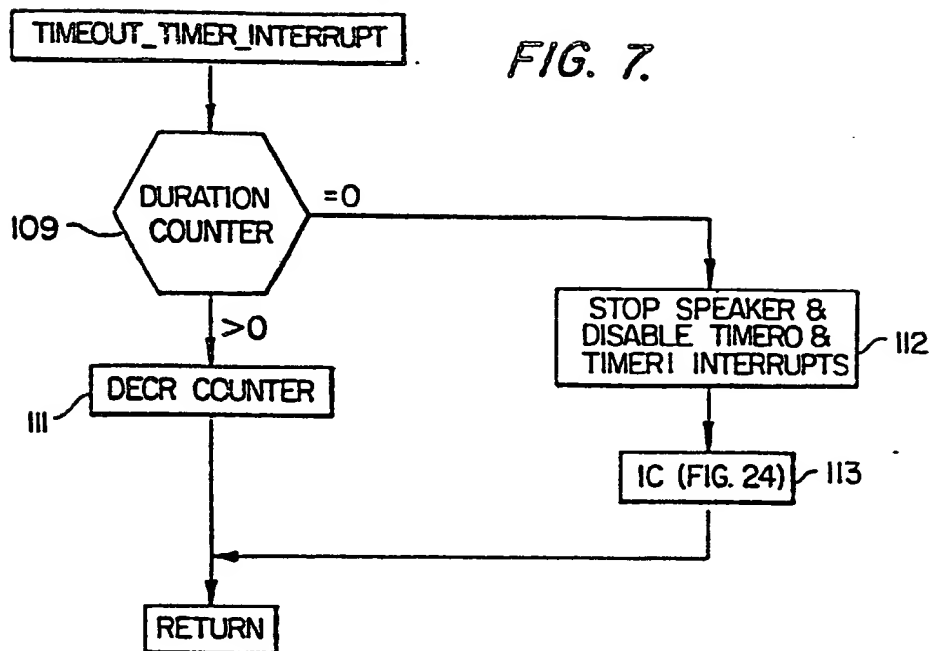 TIMEOUT_TIMER_INTERRUPT
FIG. 7.
DURATION
COUNTER
=0
109
>0
STOP SPEAKER &
DISABLE TIMER0 &
TIMER1 INTERRUPTS
112
DECR COUNTER
111
IC (FIG. 24)
113
RETURN